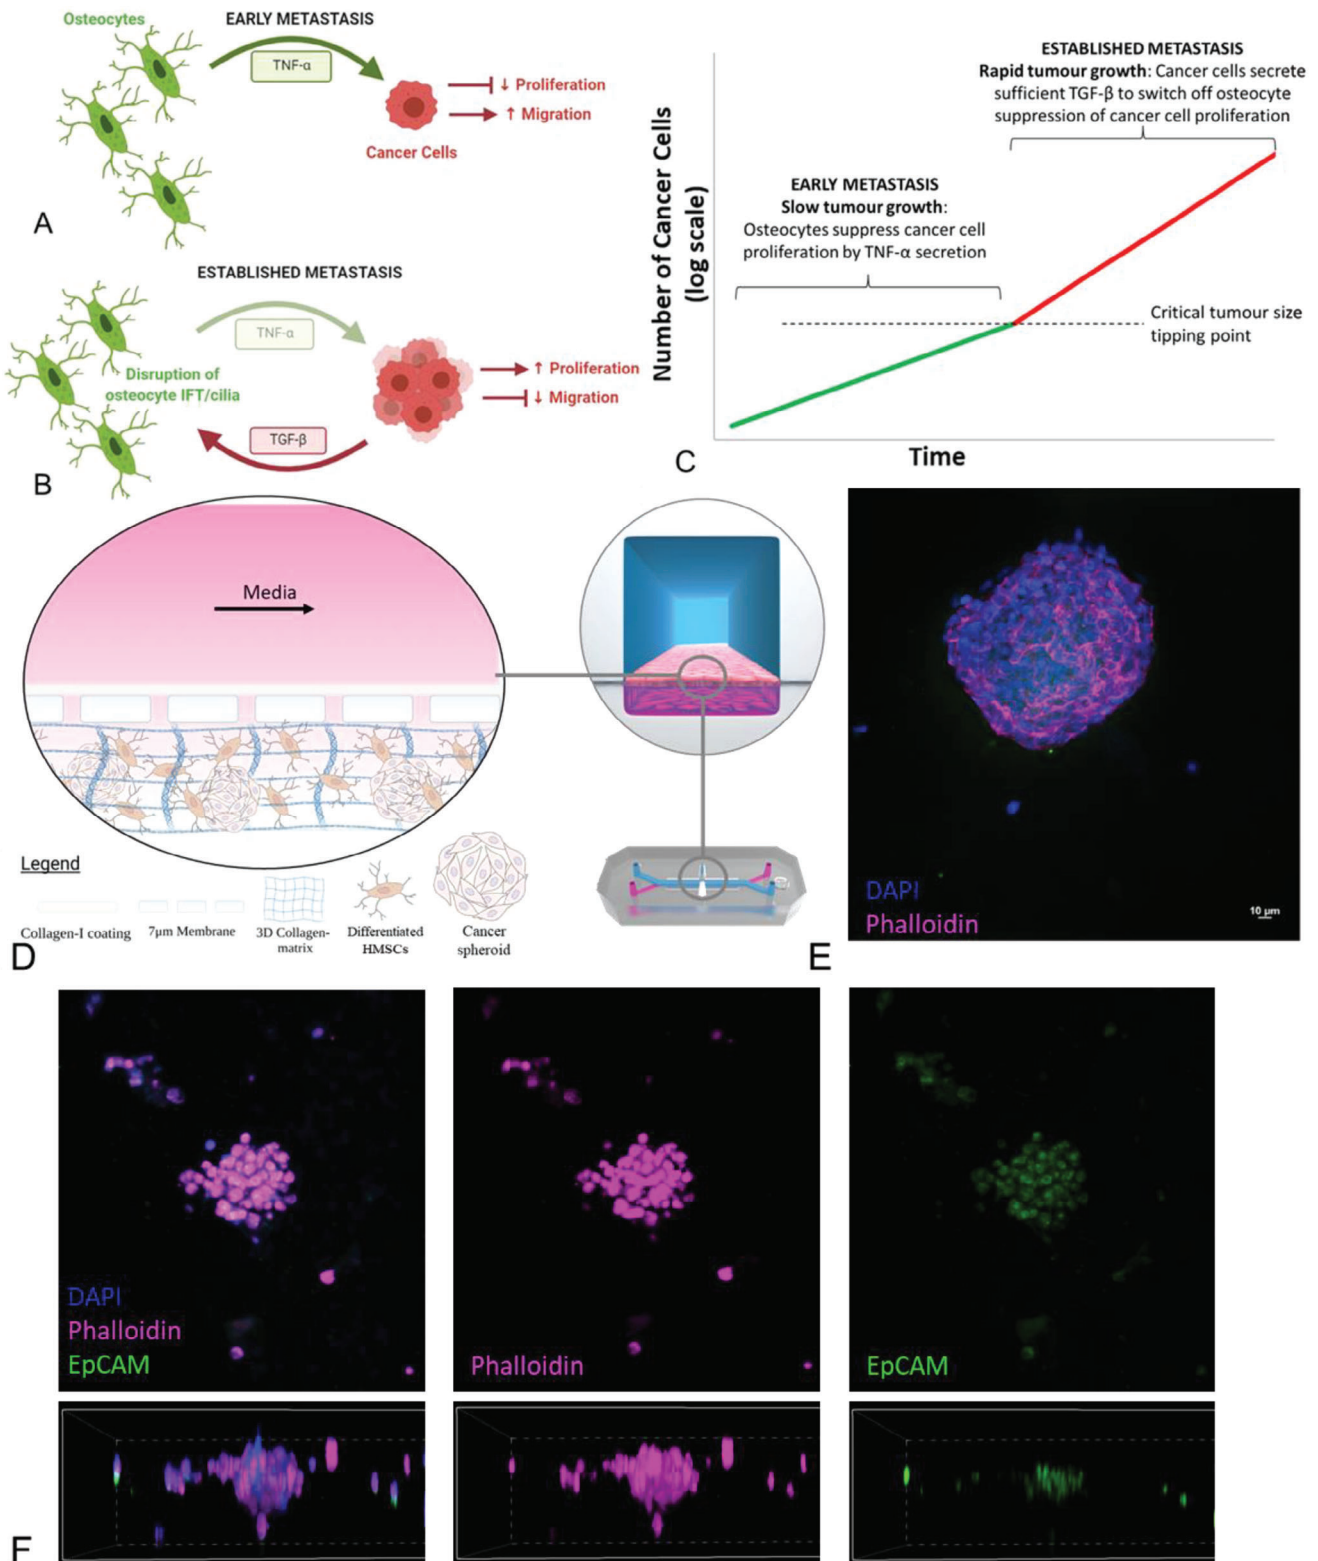 Osteocytes
EARLY METASTASIS
TNF-α
↓ Proliferation
↑ Migration
Cancer Cells
A
ESTABLISHED METASTASIS
TNF-α
Disruption of
osteocyte IFT/cilia
↑ Proliferation
↓ Migration
TGF-β
B
ESTABLISHED METASTASIS
Rapid tumour growth: Cancer cells secrete
sufficient TGF-β to switch off osteocyte
suppression of cancer cell proliferation
EARLY METASTASIS
Slow tumour growth:
Osteocytes suppress cancer cell
proliferation by TNF-α secretion
Number of Cancer Cells
(log scale)
Critical tumour size
tipping point
Time
C
Media
Legend
Collagen-I coating
7μm Membrane
3D Collagen-
matrix
Differentiated
HMSCs
Cancer
spheroid
D
DAPI
Phalloidin
10 μm
E
DAPI
Phalloidin
EpCAM
Phalloidin
EpCAM
F